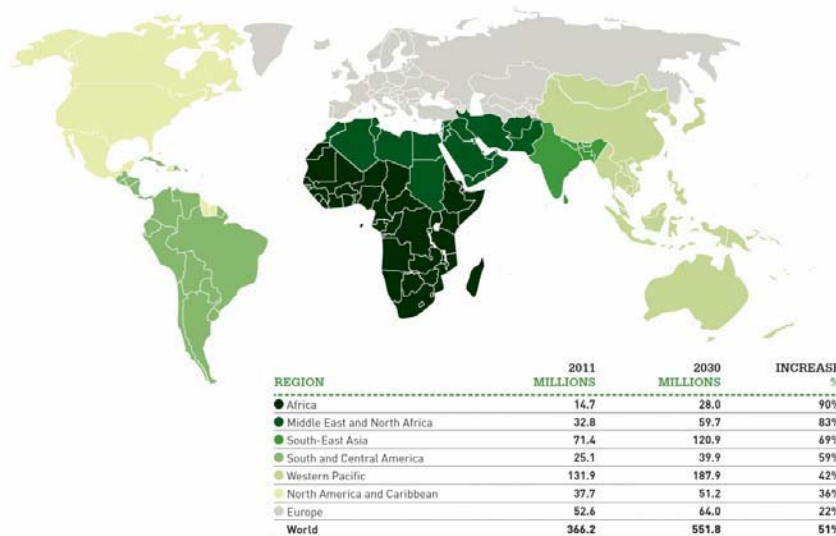 2011 2030 INCREASE
REGION MILLIONS MILLIONS %
Africa 14.7 28.0 90%
Middle East and North Africa 32.8 59.7 83%
South-East Asia 71.4 120.9 69%
South and Central America 25.1 39.9 59%
Western Pacific 131.9 187.9 42%
North America and Caribbean 37.7 51.2 36%
Europe 52.6 64.0 22%
World 366.2 551.8 51%